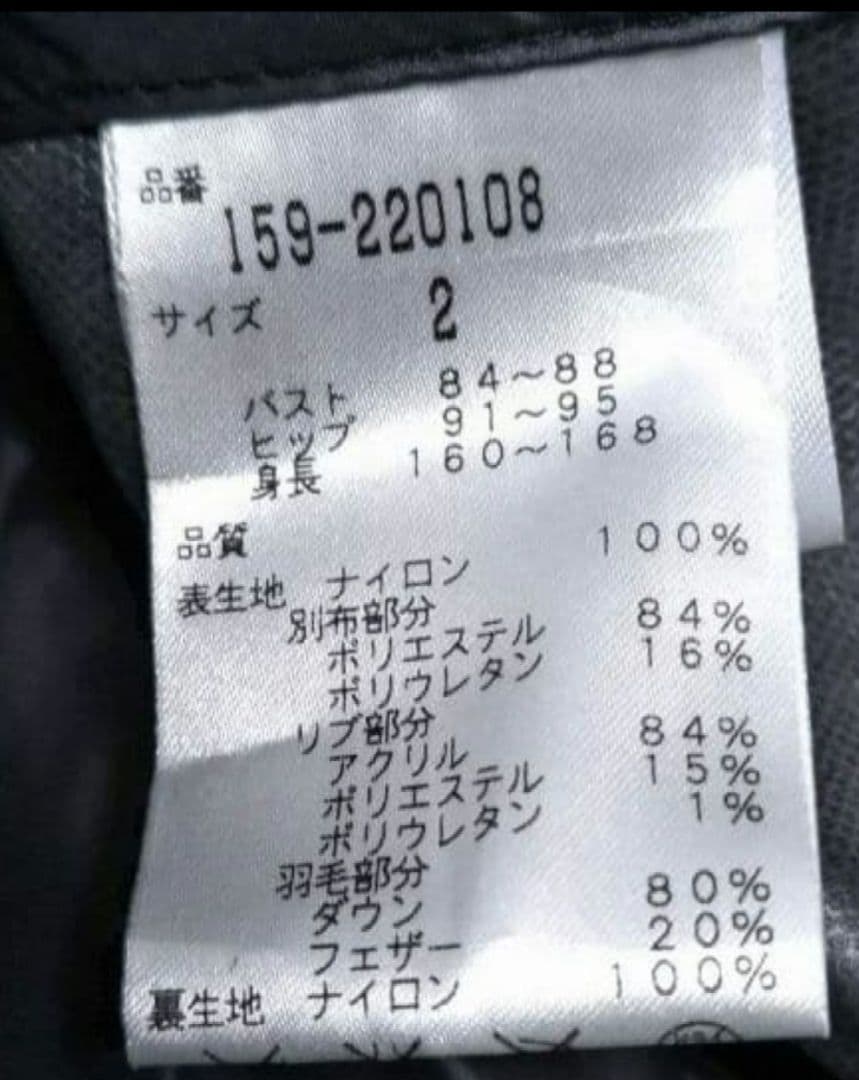 品番
159-220108
サイズ 2
バスト 84~88
ヒップ 91~95
身長 160~168
品質
表生地 ナイロン 100%
別布部分
ポリエステル 84%
ポリウレタン 16%
リブ部分
アクリル 84%
ポリエステル 15%
ポリウレタン 1%
羽毛部分
ダウン 80%
フェザー 20%
裏生地 ナイロン 100%